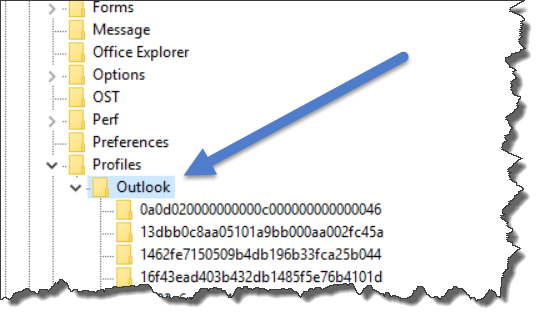 Forms
Message
Office Explorer
Options
OST
Perf
Preferences
Profiles
Outlook
0a0d020000000000c000000000000046
13dbb0c8aa05101a9bb000aa002fc45a
1462fe7150509b4db196b33fca25b044
16f43ead403b432db1485f5e76b4101d